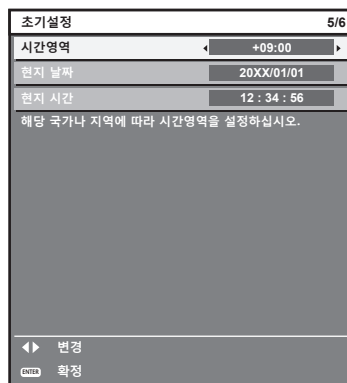 초기설정 5/6
시간영역 +09:00
현지 날짜 20XX/01/01
현지 시간 12 : 34 : 56
해당 국가나 지역에 따라 시간영역을 설정하십시오.
변경
ENTER 확정